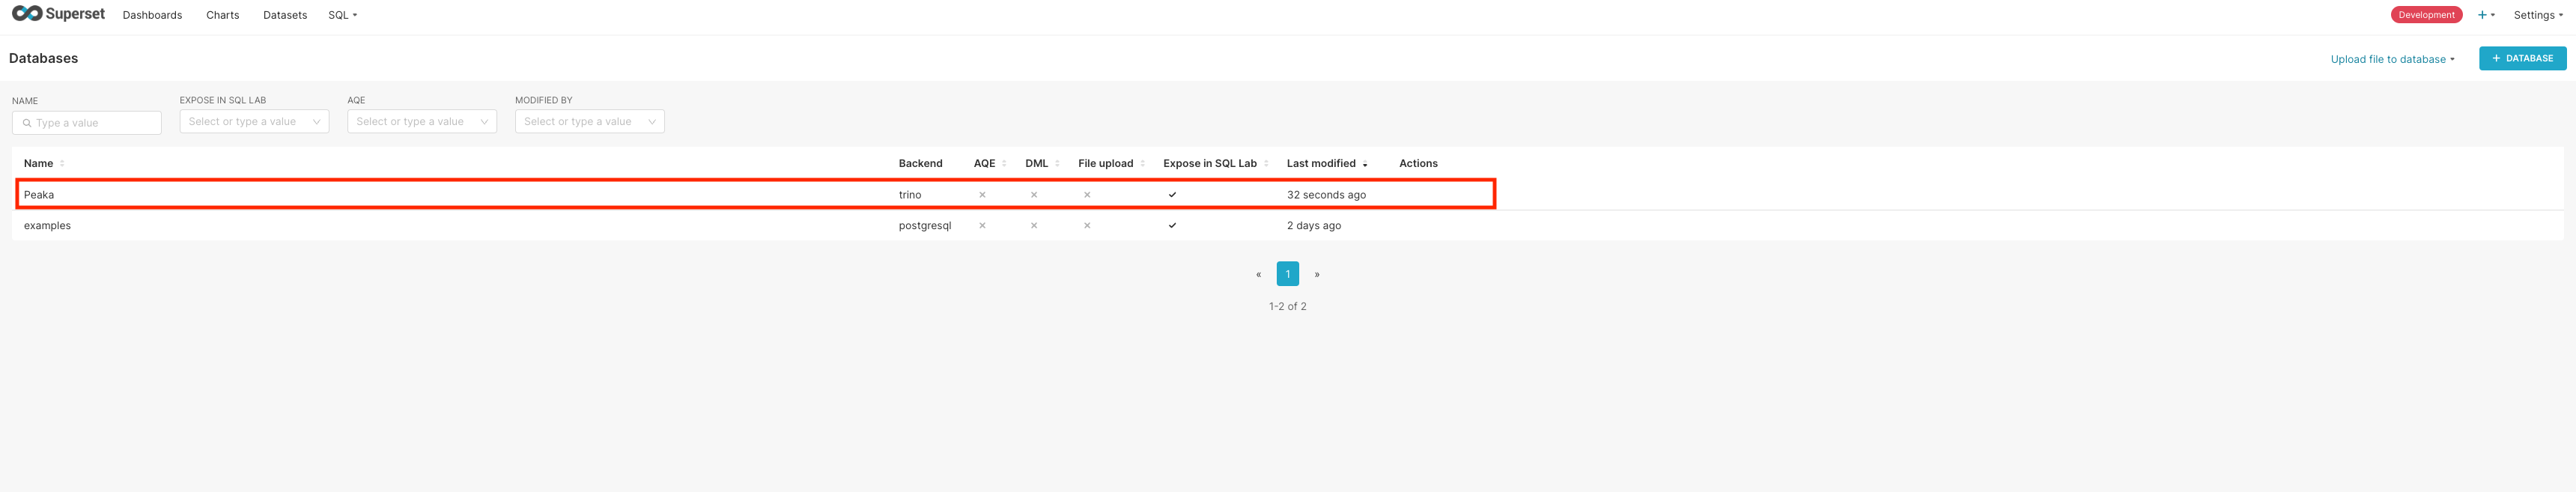 Superset Dashboards Charts Datasets SQL Development + Settings
Databases Upload file to database + DATABASE
NAME EXPOSE IN SQL LAB AQE MODIFIED BY
Type a value Select or type a value Select or type a value Select or type a value
Name Backend AQE DML File upload Expose in SQL Lab Last modified Actions
Peaka trino 32 seconds ago
examples postgresql 2 days ago
« 1 »
1-2 of 2